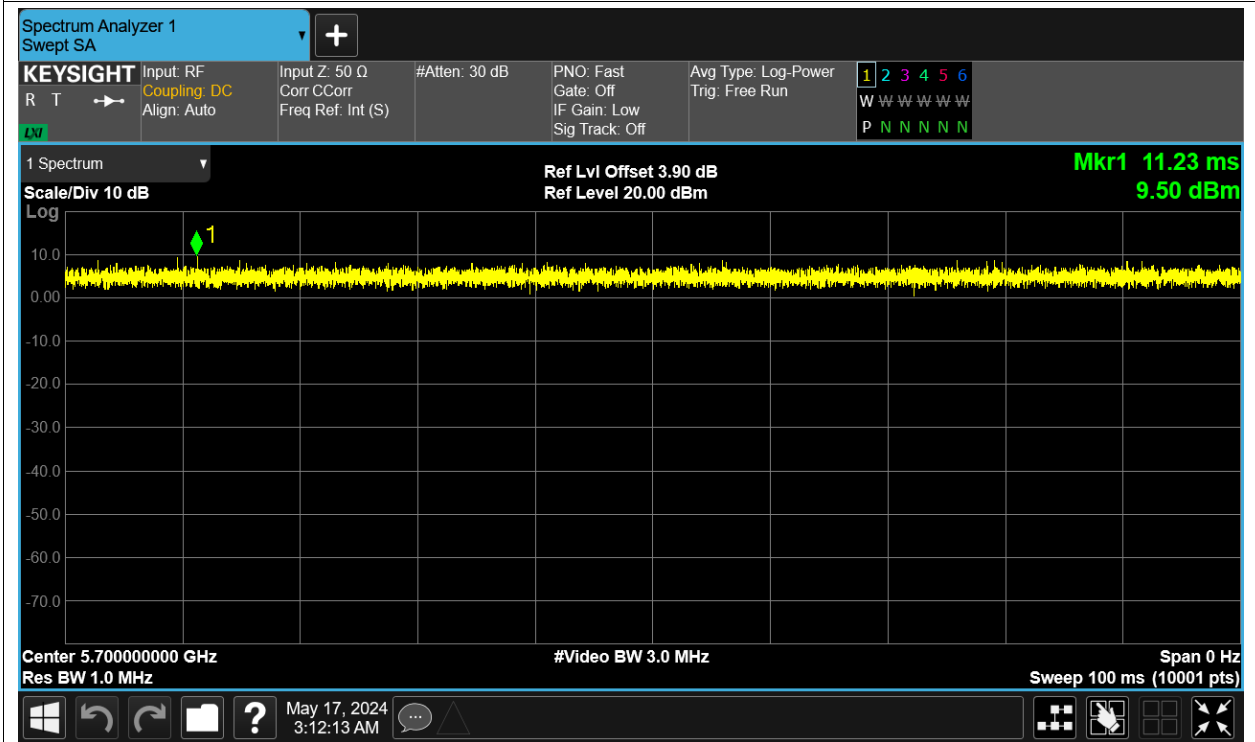 Spectrum Analyzer 1
Swept SA
KEYSIGHT
R T
LXI
Input: RF
Coupling: DC
Align: Auto
Input Z: 50 Ω
Corr CCorr
Freq Ref: Int (S)
#Atten: 30 dB
PNO: Fast
Gate: Off
IF Gain: Low
Sig Track: Off
Avg Type: Log-Power
Trig: Free Run
1 2 3 4 5 6
W W W W W W
P N N N N N
1 Spectrum
Scale/Div 10 dB
Ref Lvl Offset 3.90 dB
Ref Level 20.00 dBm
Mkr1 11.23 ms
9.50 dBm
Log
1
10.0
0.00
-10.0
-20.0
-30.0
-40.0
-50.0
-60.0
-70.0
Center 5.700000000 GHz
Res BW 1.0 MHz
#Video BW 3.0 MHz
Span 0 Hz
Sweep 100 ms (10001 pts)
?
May 17, 2024
3:12:13 AM